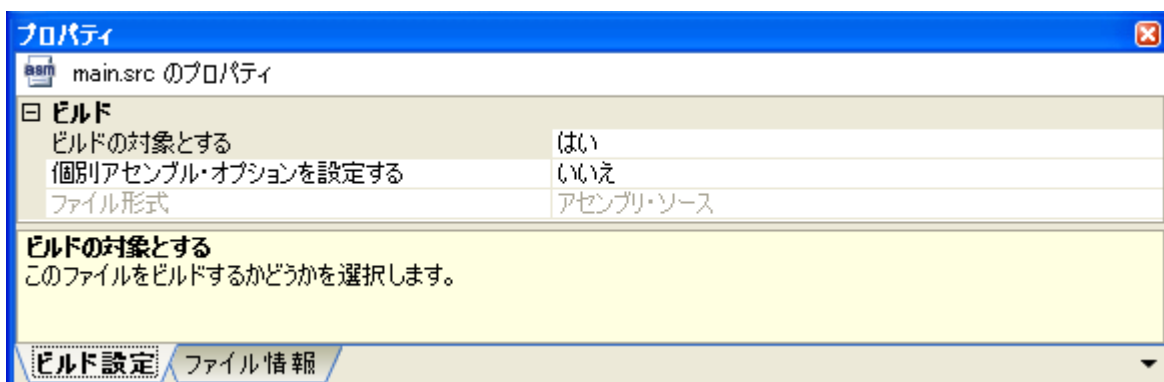 プロパティ
asm main.src のプロパティ
ビルド
ビルドの対象とする はい
個別アセンブル・オプションを設定する いいえ
ファイル形式 アセンブリ・ソース
ビルドの対象とする
このファイルをビルドするかどうかを選択します。
ビルド設定 ファイル情報